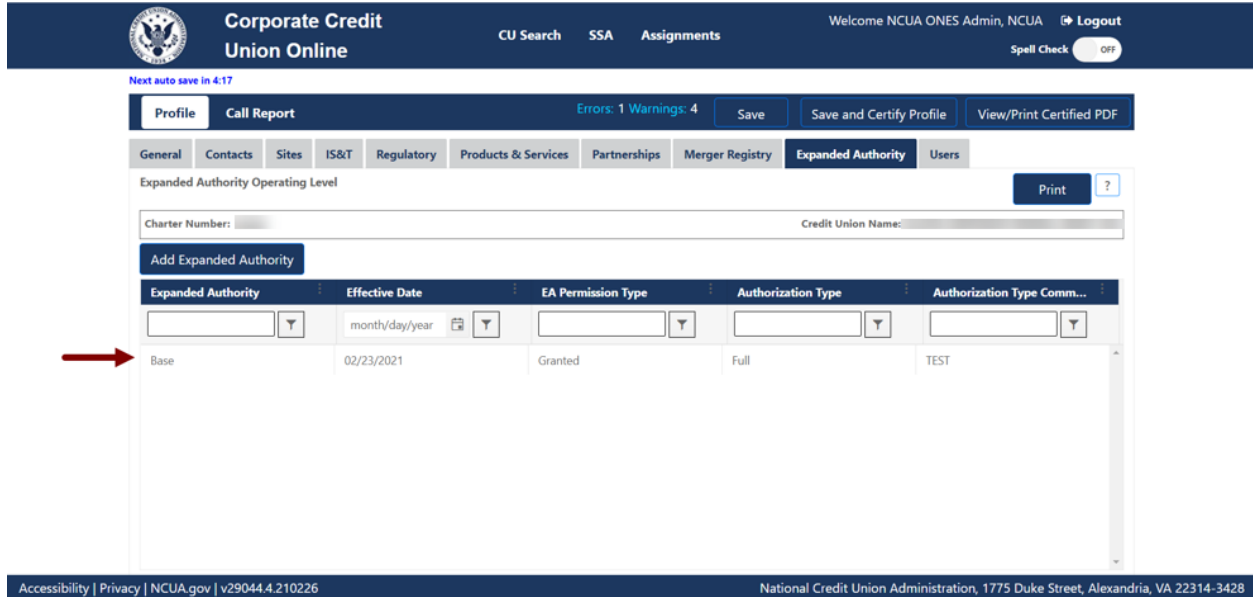 Corporate Credit
Union Online
CU Search SSA Assignments
Welcome NCUA ONES Admin, NCUA Logout
Spell Check OFF
Next auto save in 4:17
Profile Call Report Errors: 1 Warnings: 4 Save Save and Certify Profile View/Print Certified PDF
General Contacts Sites IS&T Regulatory Products & Services Partnerships Merger Registry Expanded Authority Users
Expanded Authority Operating Level
Print ?
Charter Number: Credit Union Name:
Add Expanded Authority
Expanded Authority Effective Date EA Permission Type Authorization Type Authorization Type Comm...
month/day/year
Base 02/23/2021 Granted Full TEST
Accessibility | Privacy | NCUA.gov | v29044.4.210226 National Credit Union Administration, 1775 Duke Street, Alexandria, VA 22314-3428